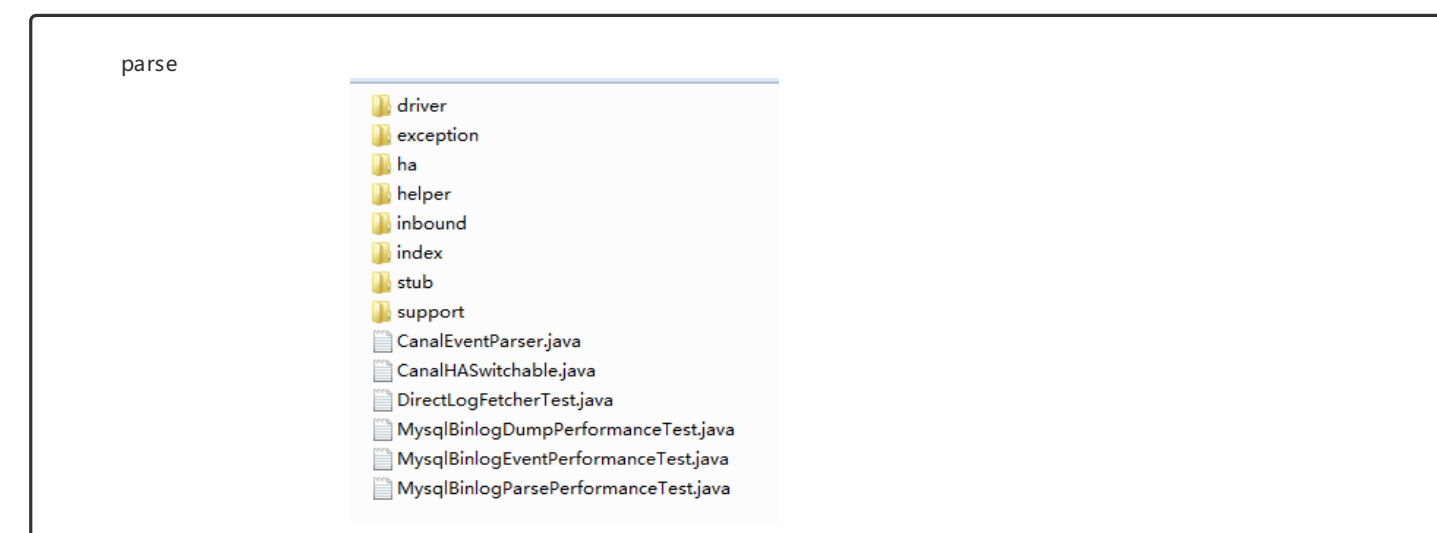 parse
driver
exception
ha
helper
inbound
index
stub
support
CanalEventParser.java
CanalHASwitchable.java
DirectLogFetcherTest.java
MysqlBinlogDumpPerformanceTest.java
MysqlBinlogEventPerformanceTest.java
MysqlBinlogParsePerformanceTest.java